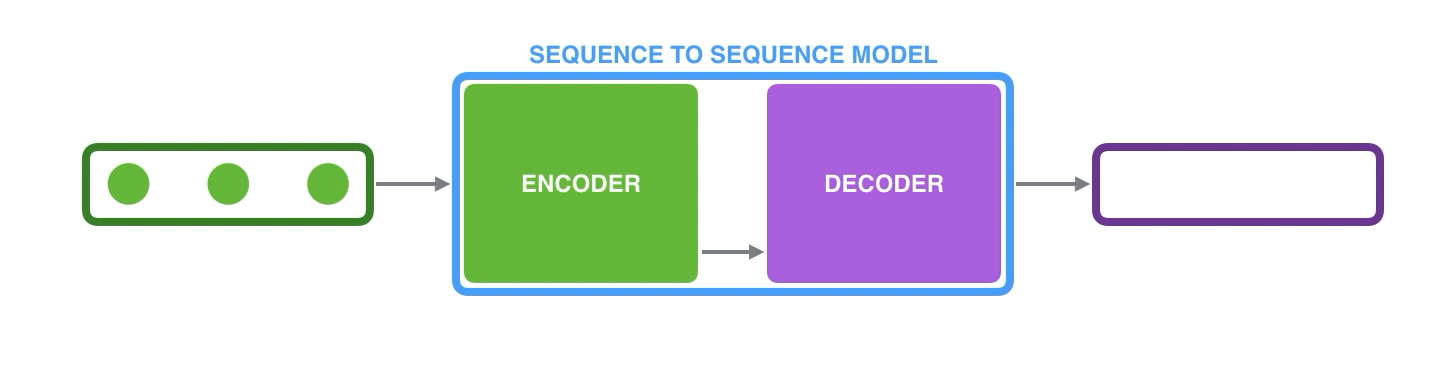 SEQUENCE TO SEQUENCE MODEL
ENCODER
DECODER